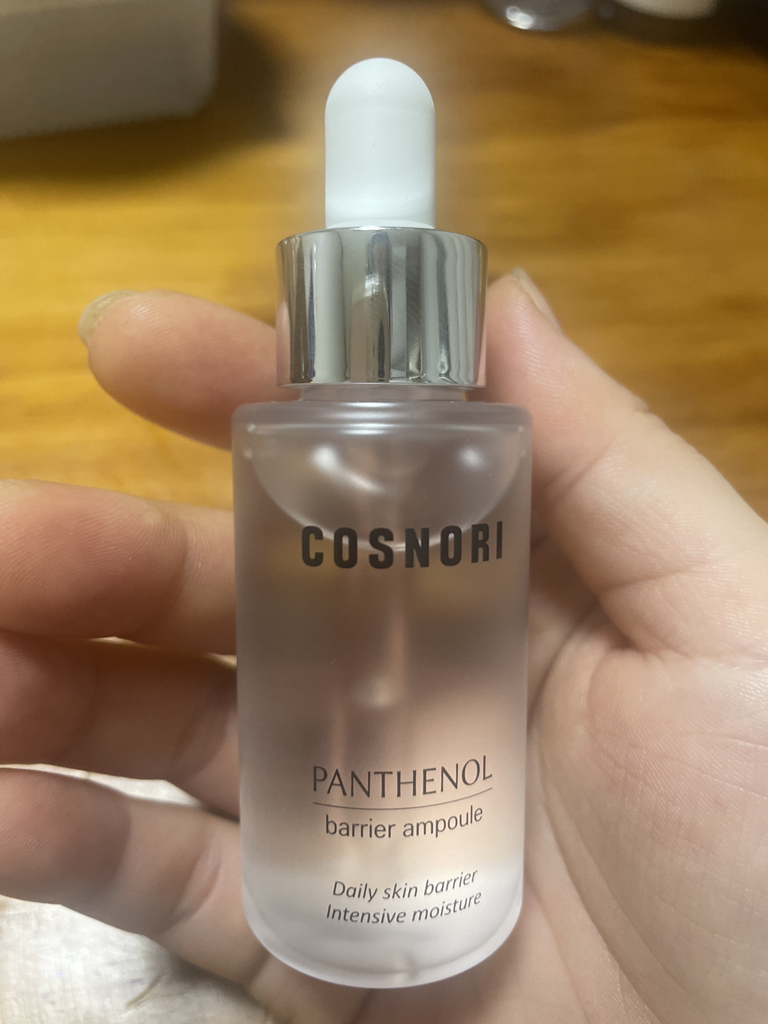 COSNORI
PANTHENOL
barrier ampoule
Daily skin barrier
Intensive moisture